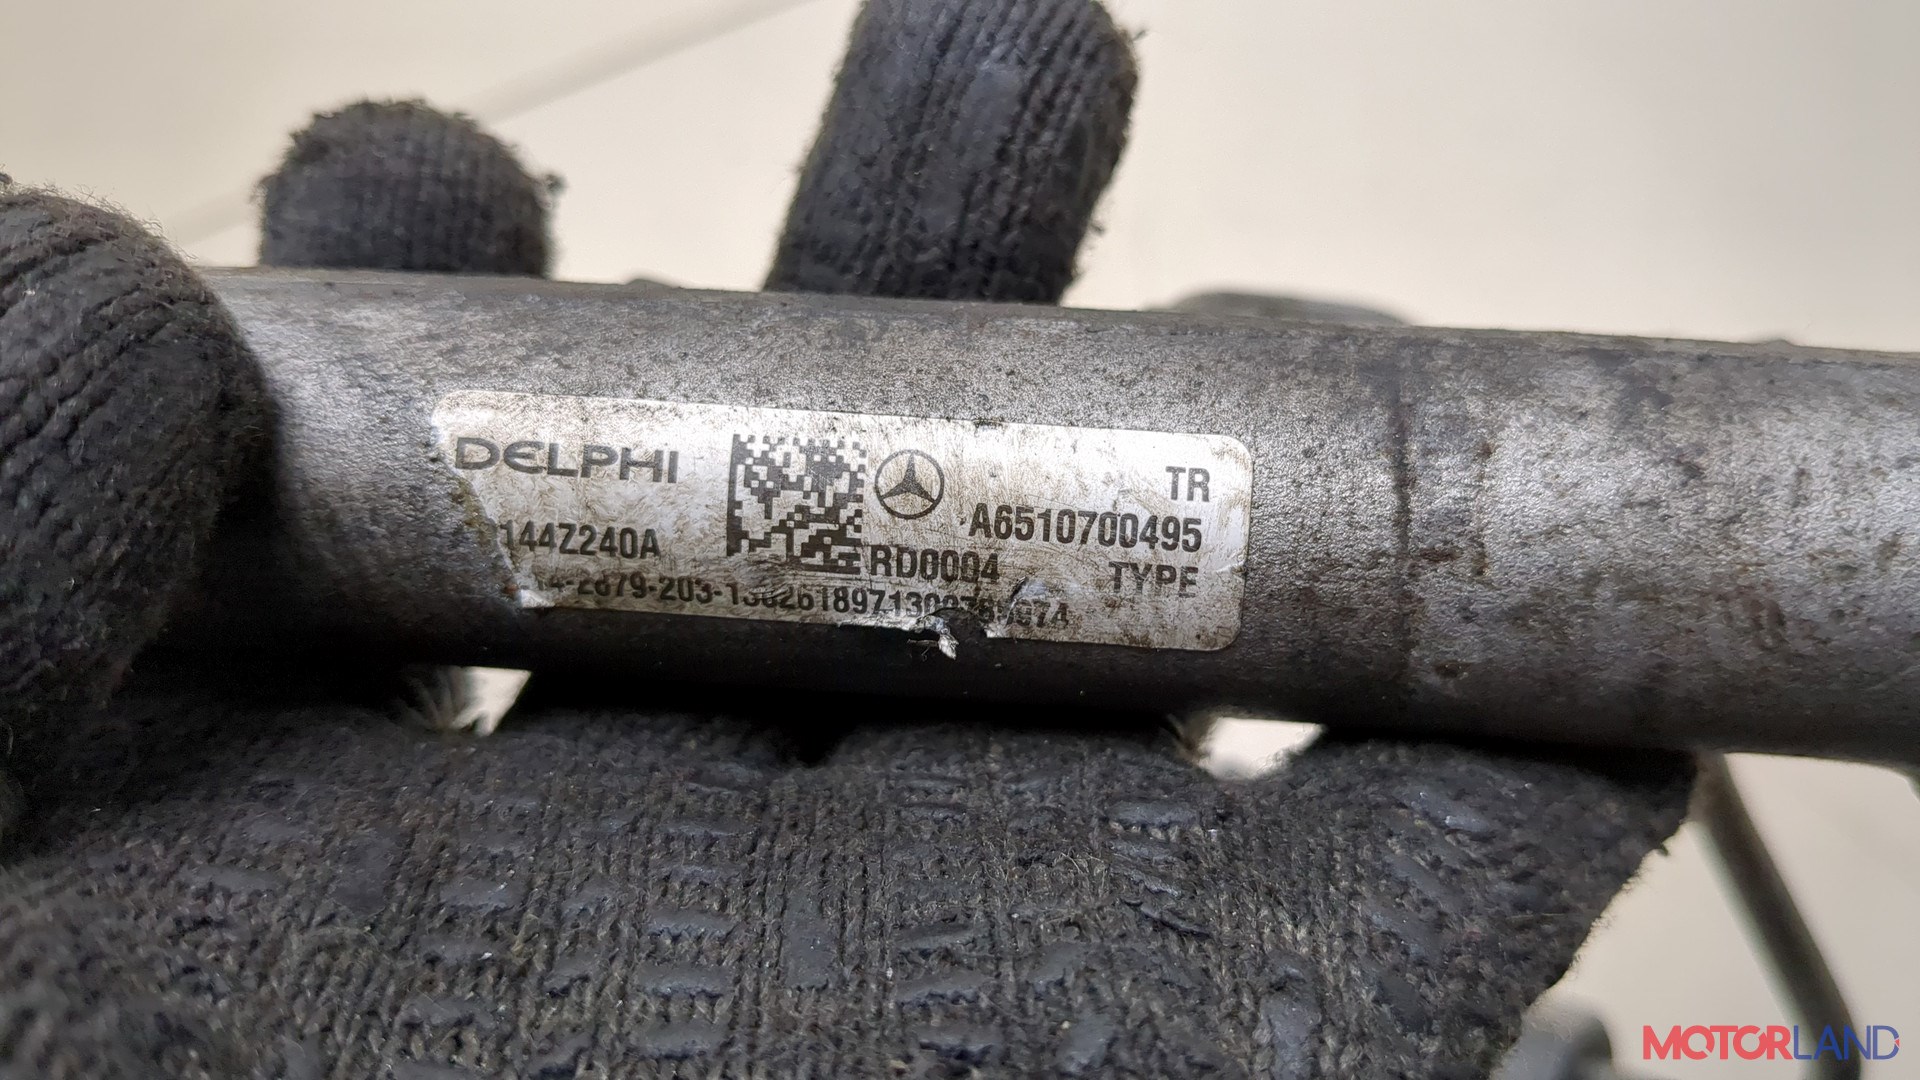 DELPHI
TR
A6510700495
144Z240A
RD0004
TYPE
MOTORLAND